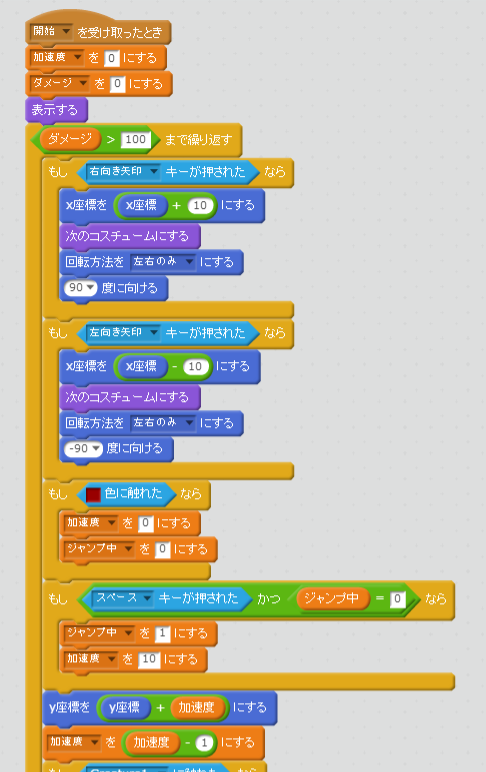 開始 を受け取ったとき
加速度 を 0 にする
ダメージ を 0 にする
表示する
ダメージ > 100 まで繰り返す
もし 右向き矢印 キーが押された なら
x座標を x座標 + 10 にする
次のコスチュームにする
回転方法を 左右のみ にする
90 度に向ける
もし 左向き矢印 キーが押された なら
x座標を x座標 - 10 にする
次のコスチュームにする
回転方法を 左右のみ にする
-90 度に向ける
もし 色に触れた なら
加速度 を 0 にする
ジャンプ中 を 0 にする
もし スペース キーが押された かつ ジャンプ中 = 0 なら
ジャンプ中 を 1 にする
加速度 を 10 にする
y座標を y座標 + 加速度 にする
加速度 を 加速度 - 1 にする